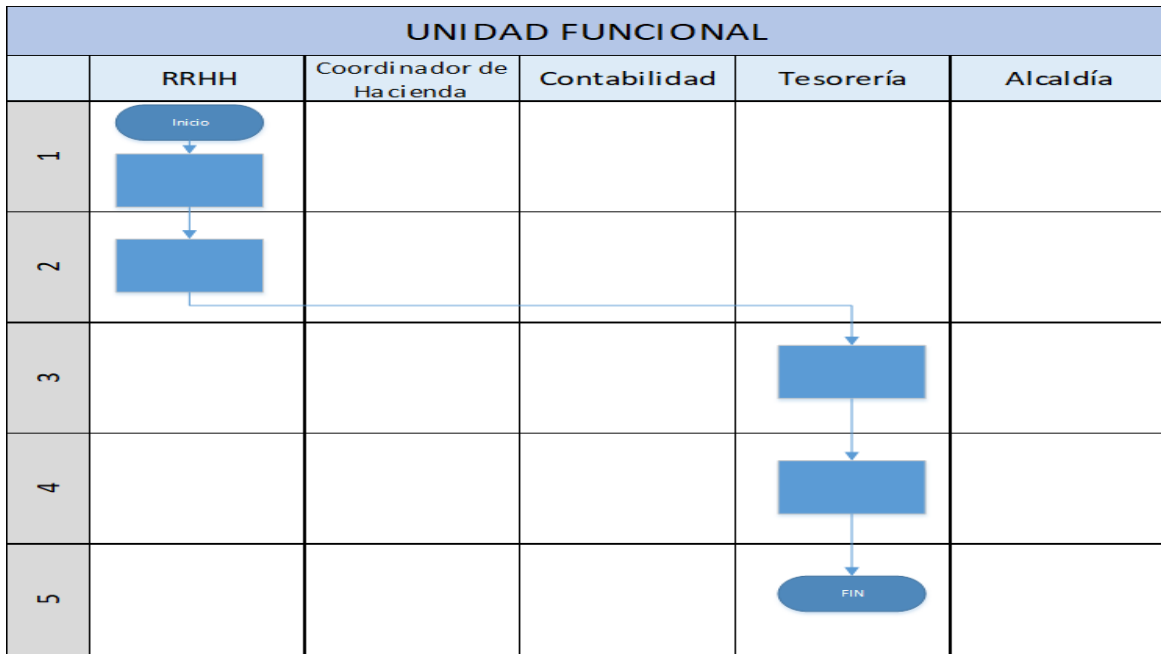 UNIDAD FUNCIONAL
RRHH
Coordinador de
Hacienda
Contabilidad
Tesorería
Alcaldía
Inicio
1
2
3
4
5
FIN